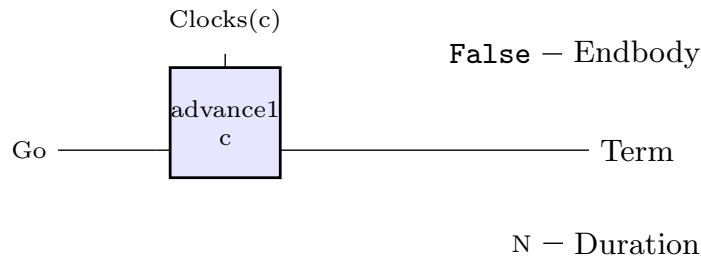 Clocks(c)
False – Endbody
advance1
c
Go
Term
N – Duration